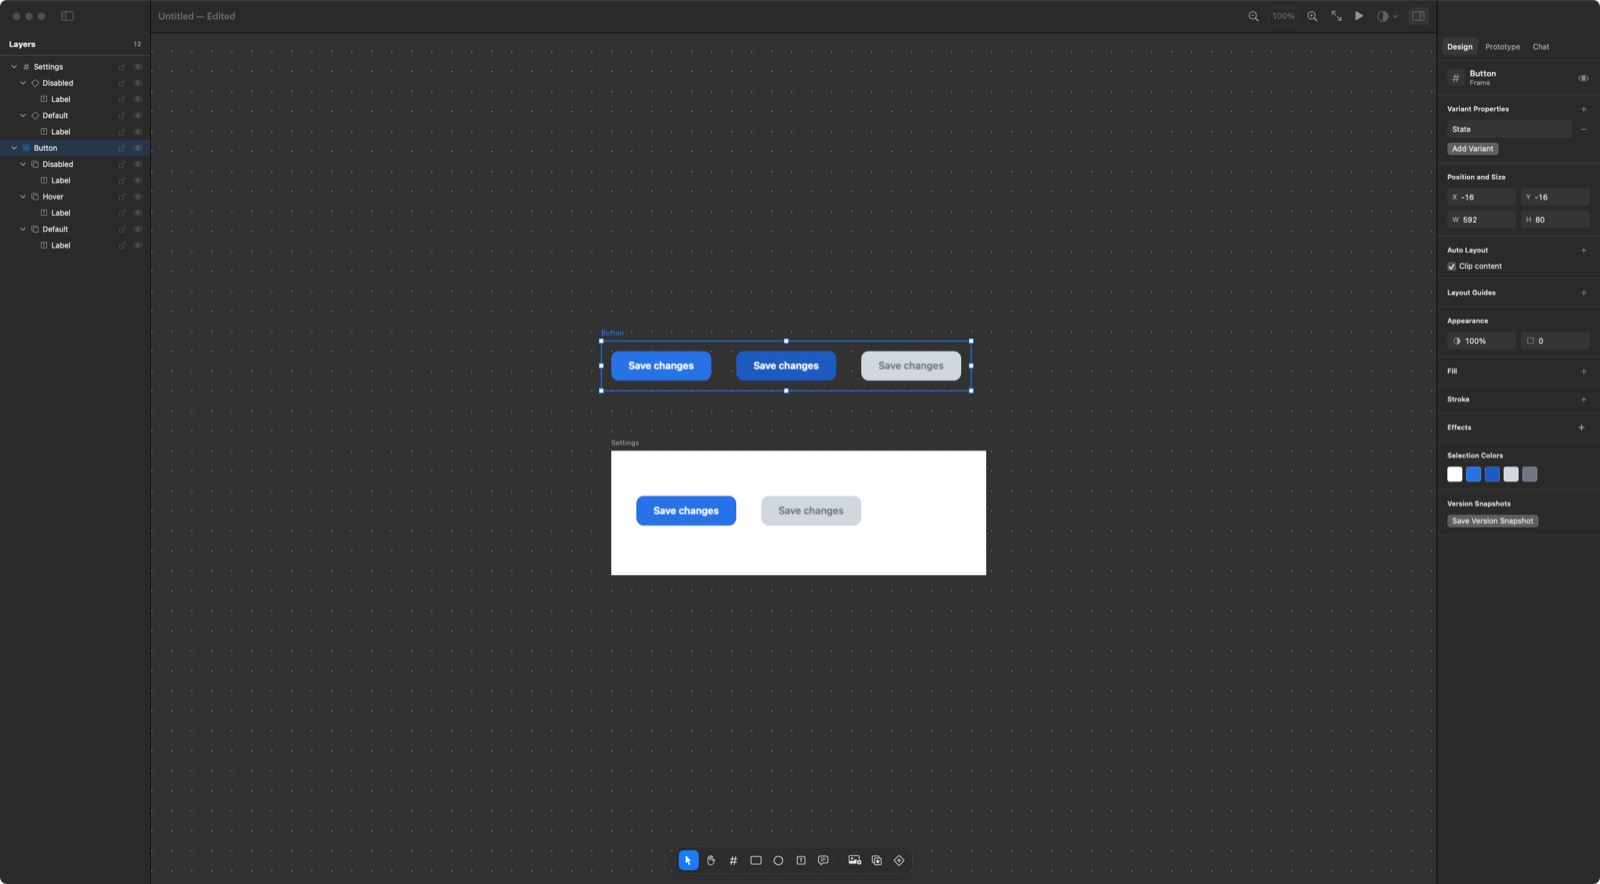 Untitled — Edited
100%
Layers
12
Settings
Disabled
Label
Default
Label
Button
Disabled
Label
Hover
Label
Default
Label
Button
Save changes
Save changes
Save changes
Settings
Save changes
Save changes
Design Prototype Chat
Button
Frame
Variant Properties
State
Add Variant
Position and Size
X -16 Y -16
W 592 H 80
Auto Layout
Clip content
Layout Guides
Appearance
100% 0
Fill
Stroke
Effects
Selection Colors
Version Snapshots
Save Version Snapshot